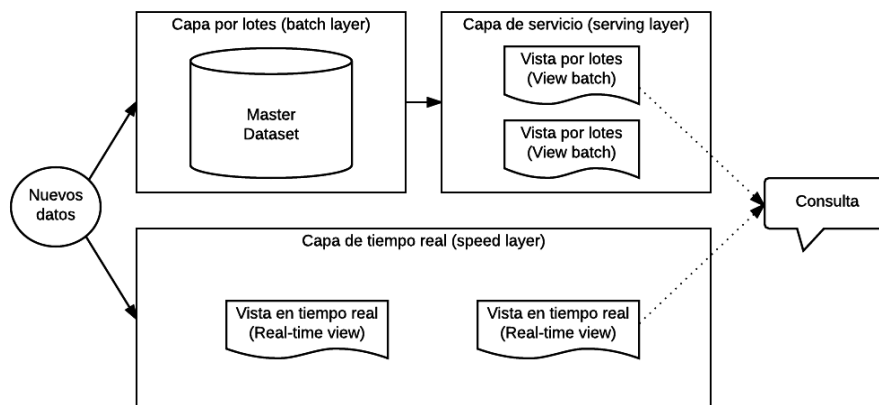 Capa por lotes (batch layer)
Master
Dataset
Capa de servicio (serving layer)
Vista por lotes
(View batch)
Vista por lotes
(View batch)
Nuevos
datos
Consulta
Capa de tiempo real (speed layer)
Vista en tiempo real
(Real-time view)
Vista en tiempo real
(Real-time view)